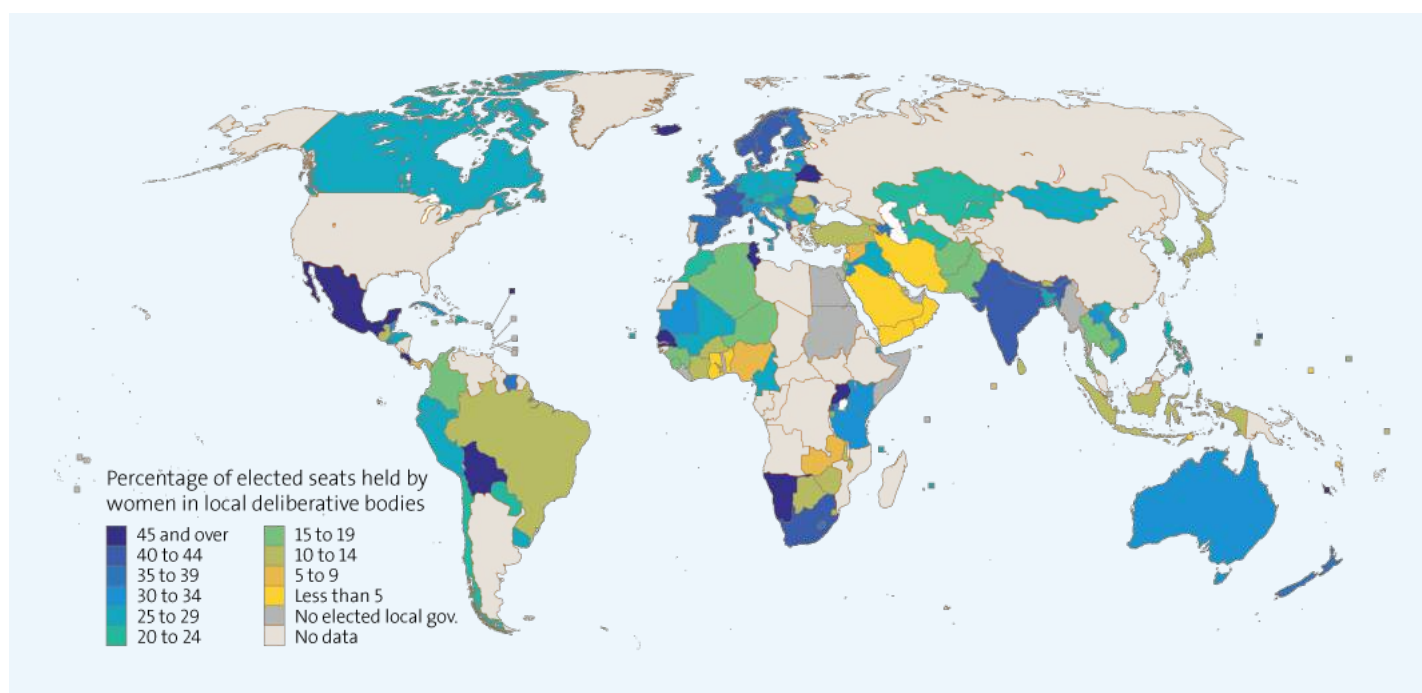 Percentage of elected seats held by
women in local deliberative bodies
45 and over
40 to 44
35 to 39
30 to 34
25 to 29
20 to 24
15 to 19
10 to 14
5 to 9
Less than 5
No elected local gov.
No data